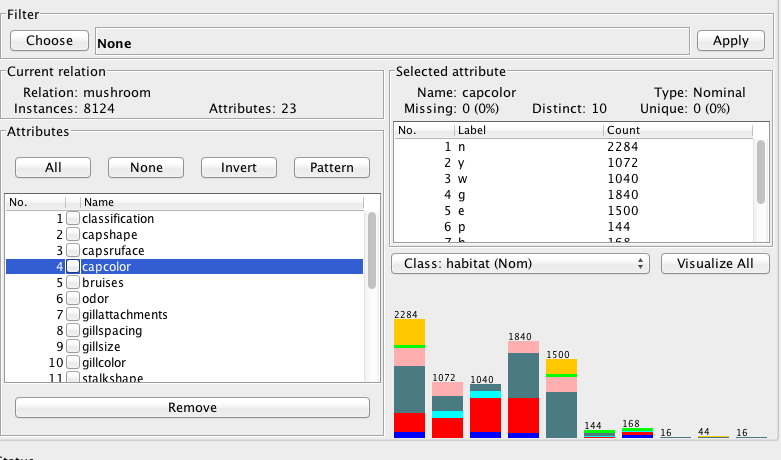 Filter
Choose None Apply
Current relation
Relation: mushroom
Instances: 8124 Attributes: 23
Attributes
All None Invert Pattern
No. Name
1 classification
2 capshape
3 capsruface
4 capcolor
5 bruises
6 odor
7 gillattachments
8 gillspacing
9 gillsize
10 gillcolor
11 stalkshape
Remove
Selected attribute
Name: capcolor Type: Nominal
Missing: 0 (0%) Distinct: 10 Unique: 0 (0%)
No. Label Count
1 n 2284
2 y 1072
3 w 1040
4 g 1840
5 e 1500
6 p 144
7 b 168
Class: habitat (Nom) Visualize All
2284
1072
1040
1840
1500
144
168
16
44
16
Status